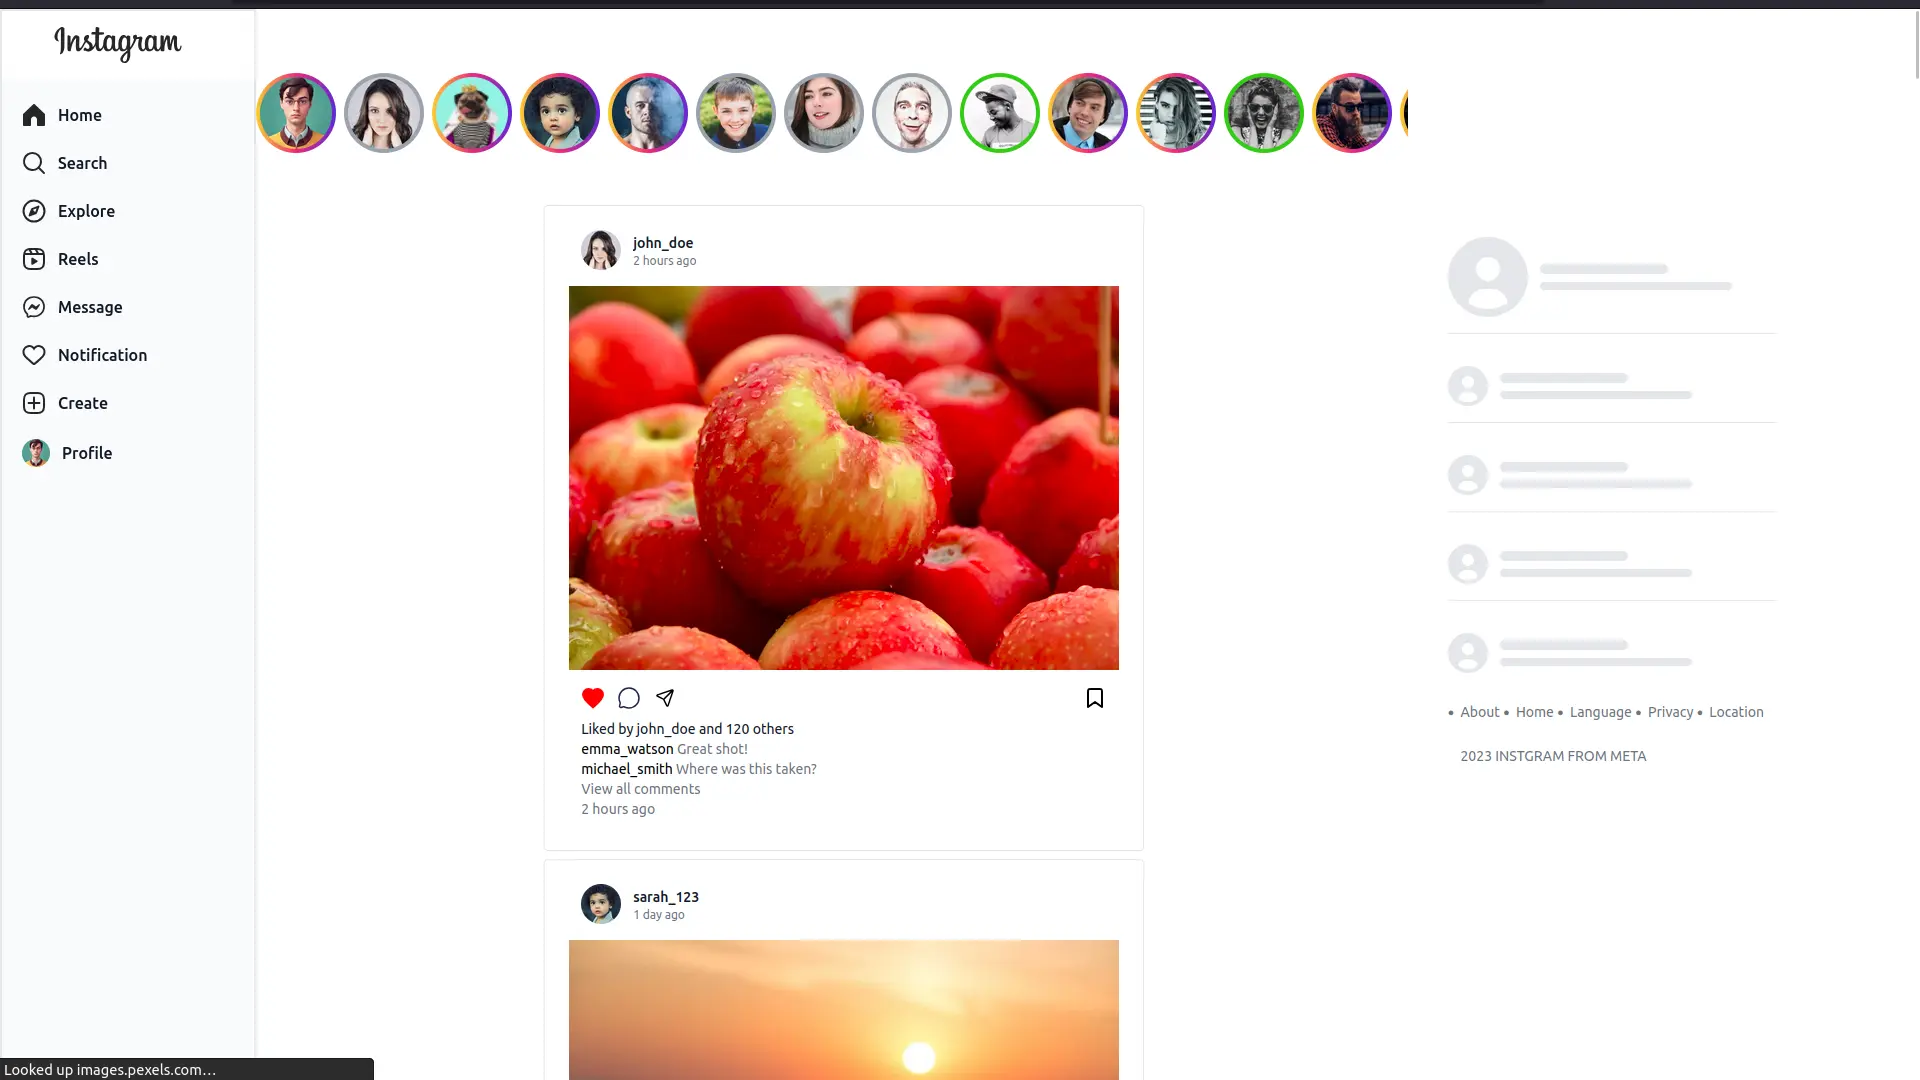 Instagram
Home
Search
Explore
Reels
Message
Notification
Create
Profile
john_doe
2 hours ago
Liked by john_doe and 120 others
emma_watson Great shot!
michael_smith Where was this taken?
View all comments
2 hours ago
sarah_123
1 day ago
• About • Home • Language • Privacy • Location
2023 INSTGRAM FROM META
Looked up images.pexels.com…